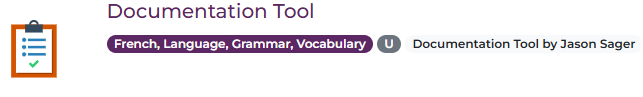 Documentation Tool
French, Language, Grammar, Vocabulary U Documentation Tool by Jason Sager